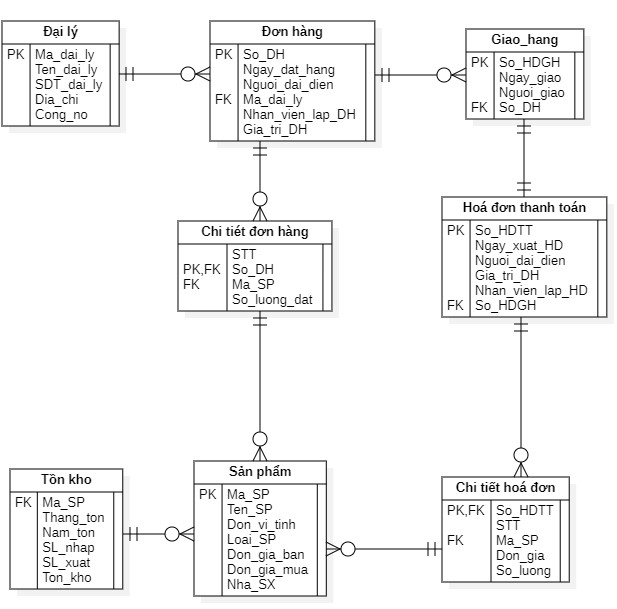 Đại lý
PK Ma_dai_ly
Ten_dai_ly
SDT_dai_ly
Dia_chi
Cong_no
Đơn hàng
PK So_DH
Ngay_dat_hang
Nguoi_dai_dien
FK Ma_dai_ly
Nhan_vien_lap_DH
Gia_tri_DH
Giao_hang
PK So_HDGH
Ngay_giao
Nguoi_giao
FK So_DH
Chi tiét đơn hàng
STT
PK,FK So_DH
FK Ma_SP
So_luong_dat
Hoá đơn thanh toán
PK So_HDTT
Ngay_xuat_HD
Nguoi_dai_dien
Gia_tri_DH
Nhan_vien_lap_HD
FK So_HDGH
Tồn kho
FK Ma_SP
Thang_ton
Nam_ton
SL_nhap
SL_xuat
Ton_kho
Sản phẩm
PK Ma_SP
Ten_SP
Don_vi_tinh
Loai_SP
Don_gia_ban
Don_gia_mua
Nha_SX
Chi tiết hoá đơn
PK,FK So_HDTT
STT
FK Ma_SP
Don_gia
So_luong